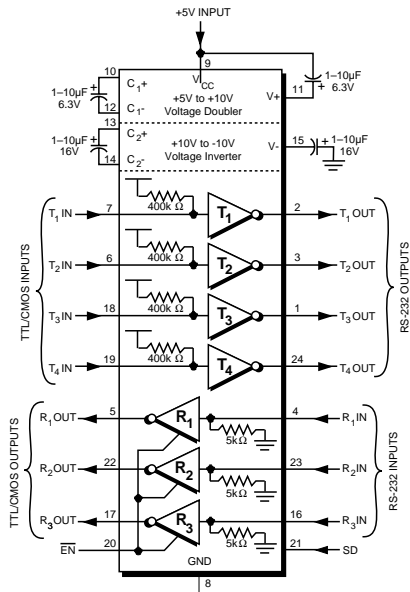 +5V INPUT
9
VCC
10
C1+
1–10µF
6.3V
+
12
C1-
+5V to +10V
Voltage Doubler
V+
11
+
1–10µF
6.3V
13
C2+
1–10µF
16V
+
14
C2-
+10V to -10V
Voltage Inverter
V-
15
+
1–10µF
16V
TTL/CMOS INPUTS
T1 IN
7
400k Ω
T1
2
T1 OUT
T2 IN
6
400k Ω
T2
3
T2 OUT
T3 IN
18
400k Ω
T3
1
T3 OUT
T4 IN
19
400k Ω
T4
24
T4 OUT
RS-232 OUTPUTS
TTL/CMOS OUTPUTS
R1 OUT
5
R1
5kΩ
4
R1 IN
R2 OUT
22
R2
5kΩ
23
R2 IN
R3 OUT
17
R3
5kΩ
16
R3 IN
RS-232 INPUTS
EN
20
21
SD
GND
8